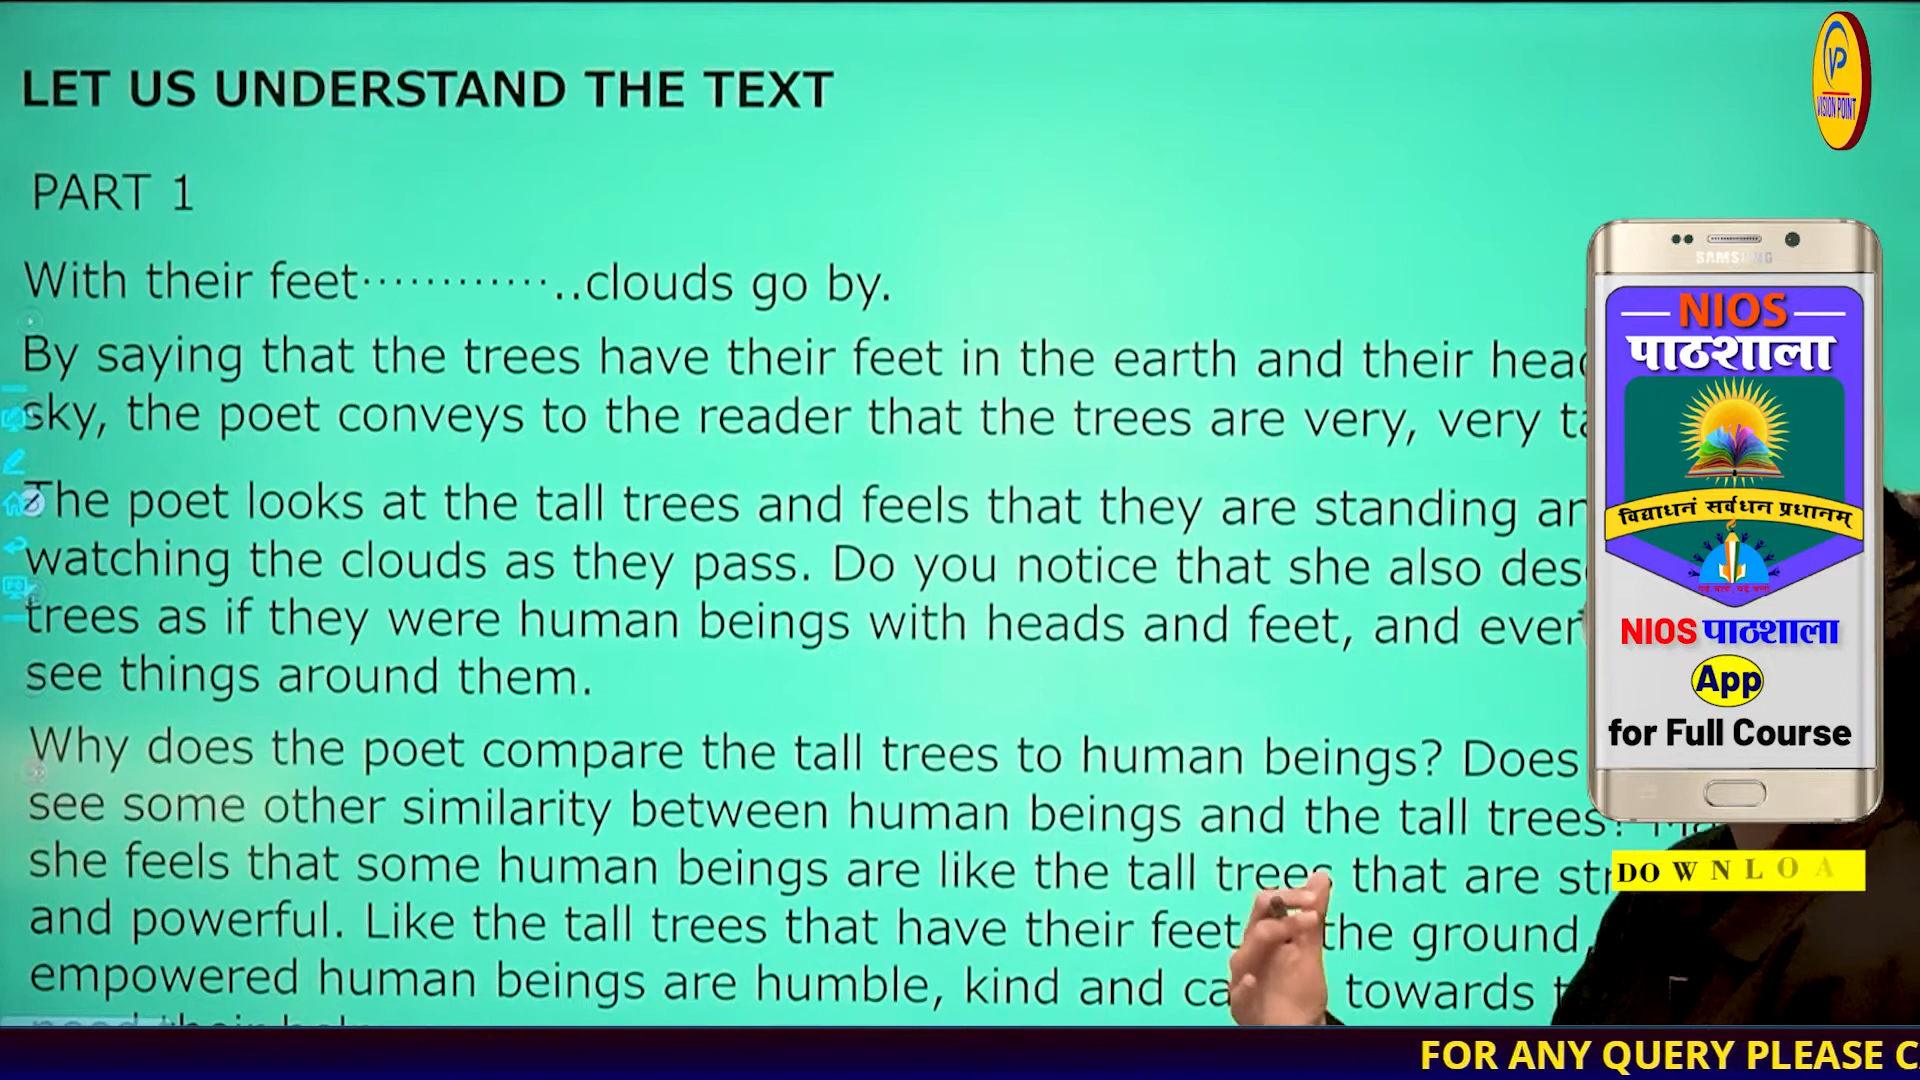 LET US UNDERSTAND THE TEXT
PART 1
With their feet…………..clouds go by.
By saying that the trees have their feet in the earth and their
sky, the poet conveys to the reader that the trees are very, very
The poet looks at the tall trees and feels that they are standing
watching the clouds as they pass. Do you notice that she also
trees as if they were human beings with heads and feet, and
see things around them.
Why does the poet compare the tall trees to human beings? Does
see some other similarity between human beings and the tall trees?
she feels that some human beings are like the tall trees that are
and powerful. Like the tall trees that have their feet the ground,
empowered human beings are humble, kind and towards
VP
VISION POINT
SAMSUNG
NIOS
पाठशाला
विद्याधनं सर्वधन प्रधानम्
NIOS पाठशाला
App
for Full Course
DOWNLOA
FOR ANY QUERY PLEASE